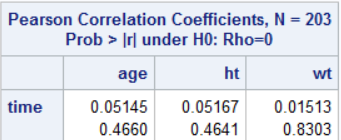 Pearson Correlation Coefficients, N = 203
Prob > |r| under H0: Rho=0
age ht wt
time 0.05145 0.05167 0.01513
0.4660 0.4641 0.8303